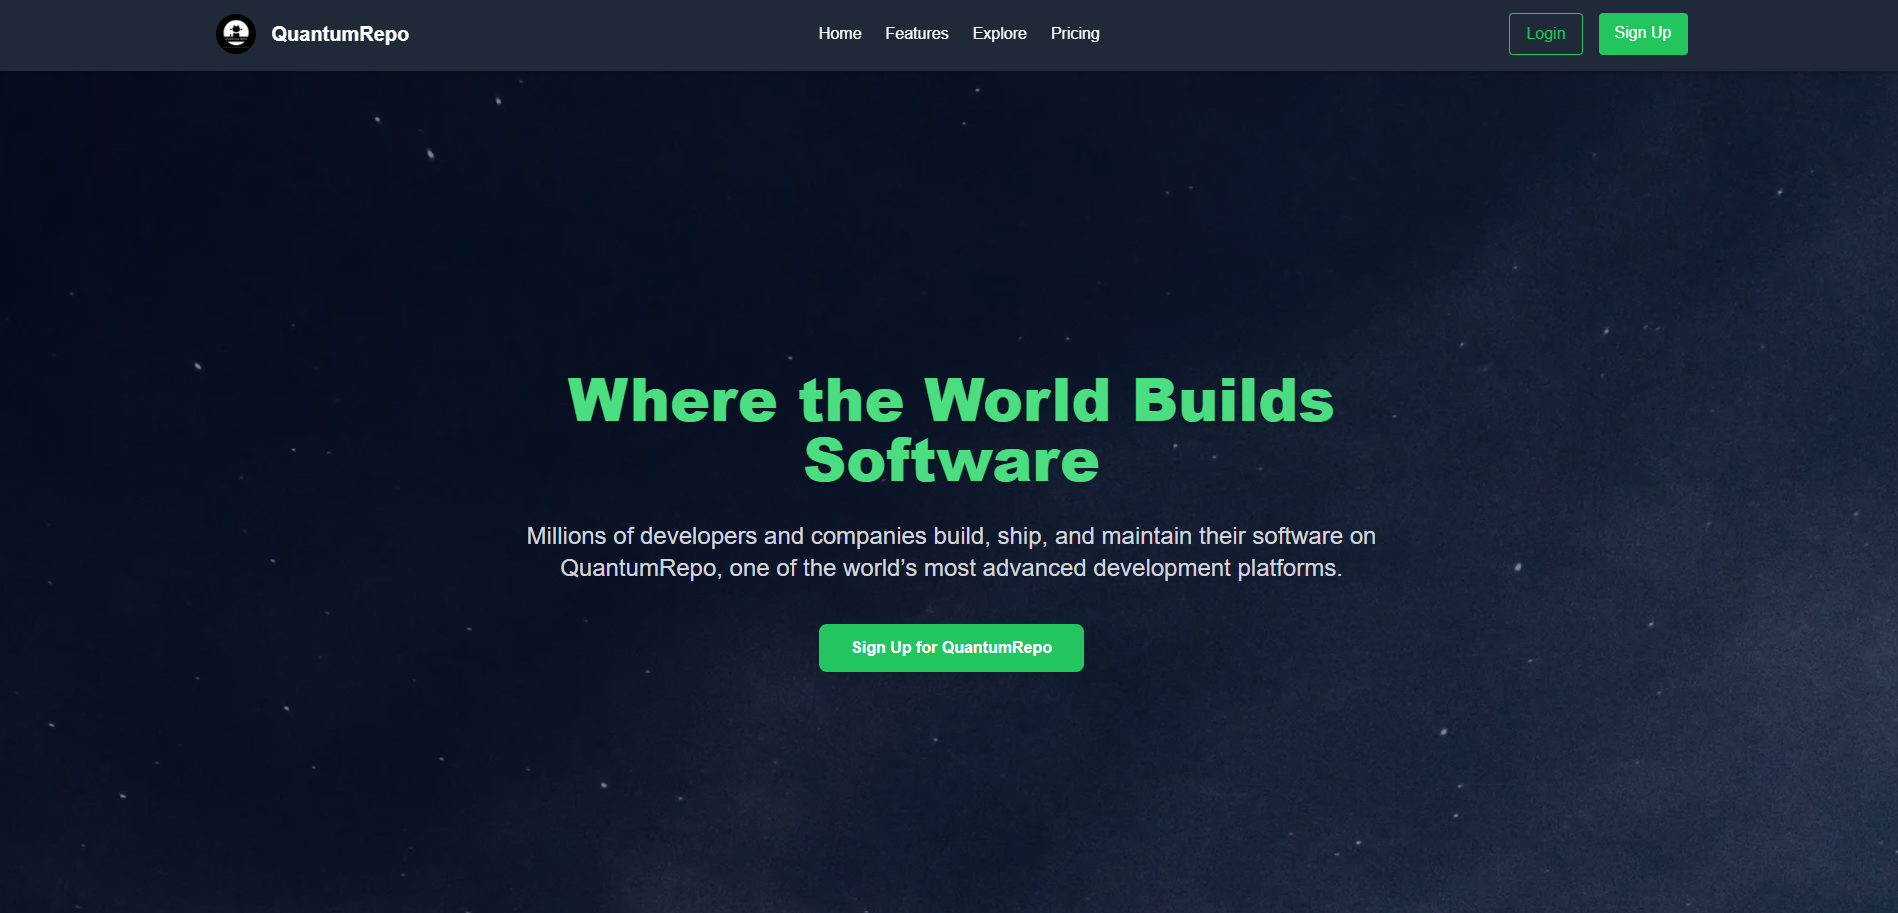 QuantumRepo
Home
Features
Explore
Pricing
Login
Sign Up
Where the World Builds
Software
Millions of developers and companies build, ship, and maintain their software on
QuantumRepo, one of the world’s most advanced development platforms.
Sign Up for QuantumRepo